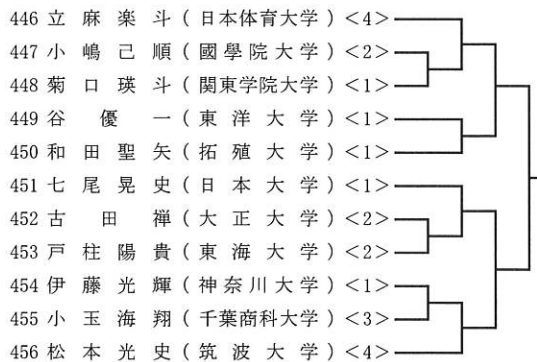 446 立 麻 楽 斗 ( 日本体育大学 ) <4>
447 小 嶋 己 順 ( 國學院大学 ) <2>
448 菊 口 瑛 斗 ( 関東学院大学 ) <1>
449 谷 優 一 ( 東 洋 大 学 ) <1>
450 和 田 聖 矢 ( 拓 殖 大 学 ) <1>
451 七 尾 晃 史 ( 日 本 大 学 ) <1>
452 古 田 禅 ( 大 正 大 学 ) <2>
453 戸 柱 陽 貴 ( 東 海 大 学 ) <2>
454 伊 藤 光 輝 ( 神 奈 川 大 学 ) <1>
455 小 玉 海 翔 ( 千葉商科大学 ) <3>
456 松 本 光 史 ( 筑 波 大 学 ) <4>